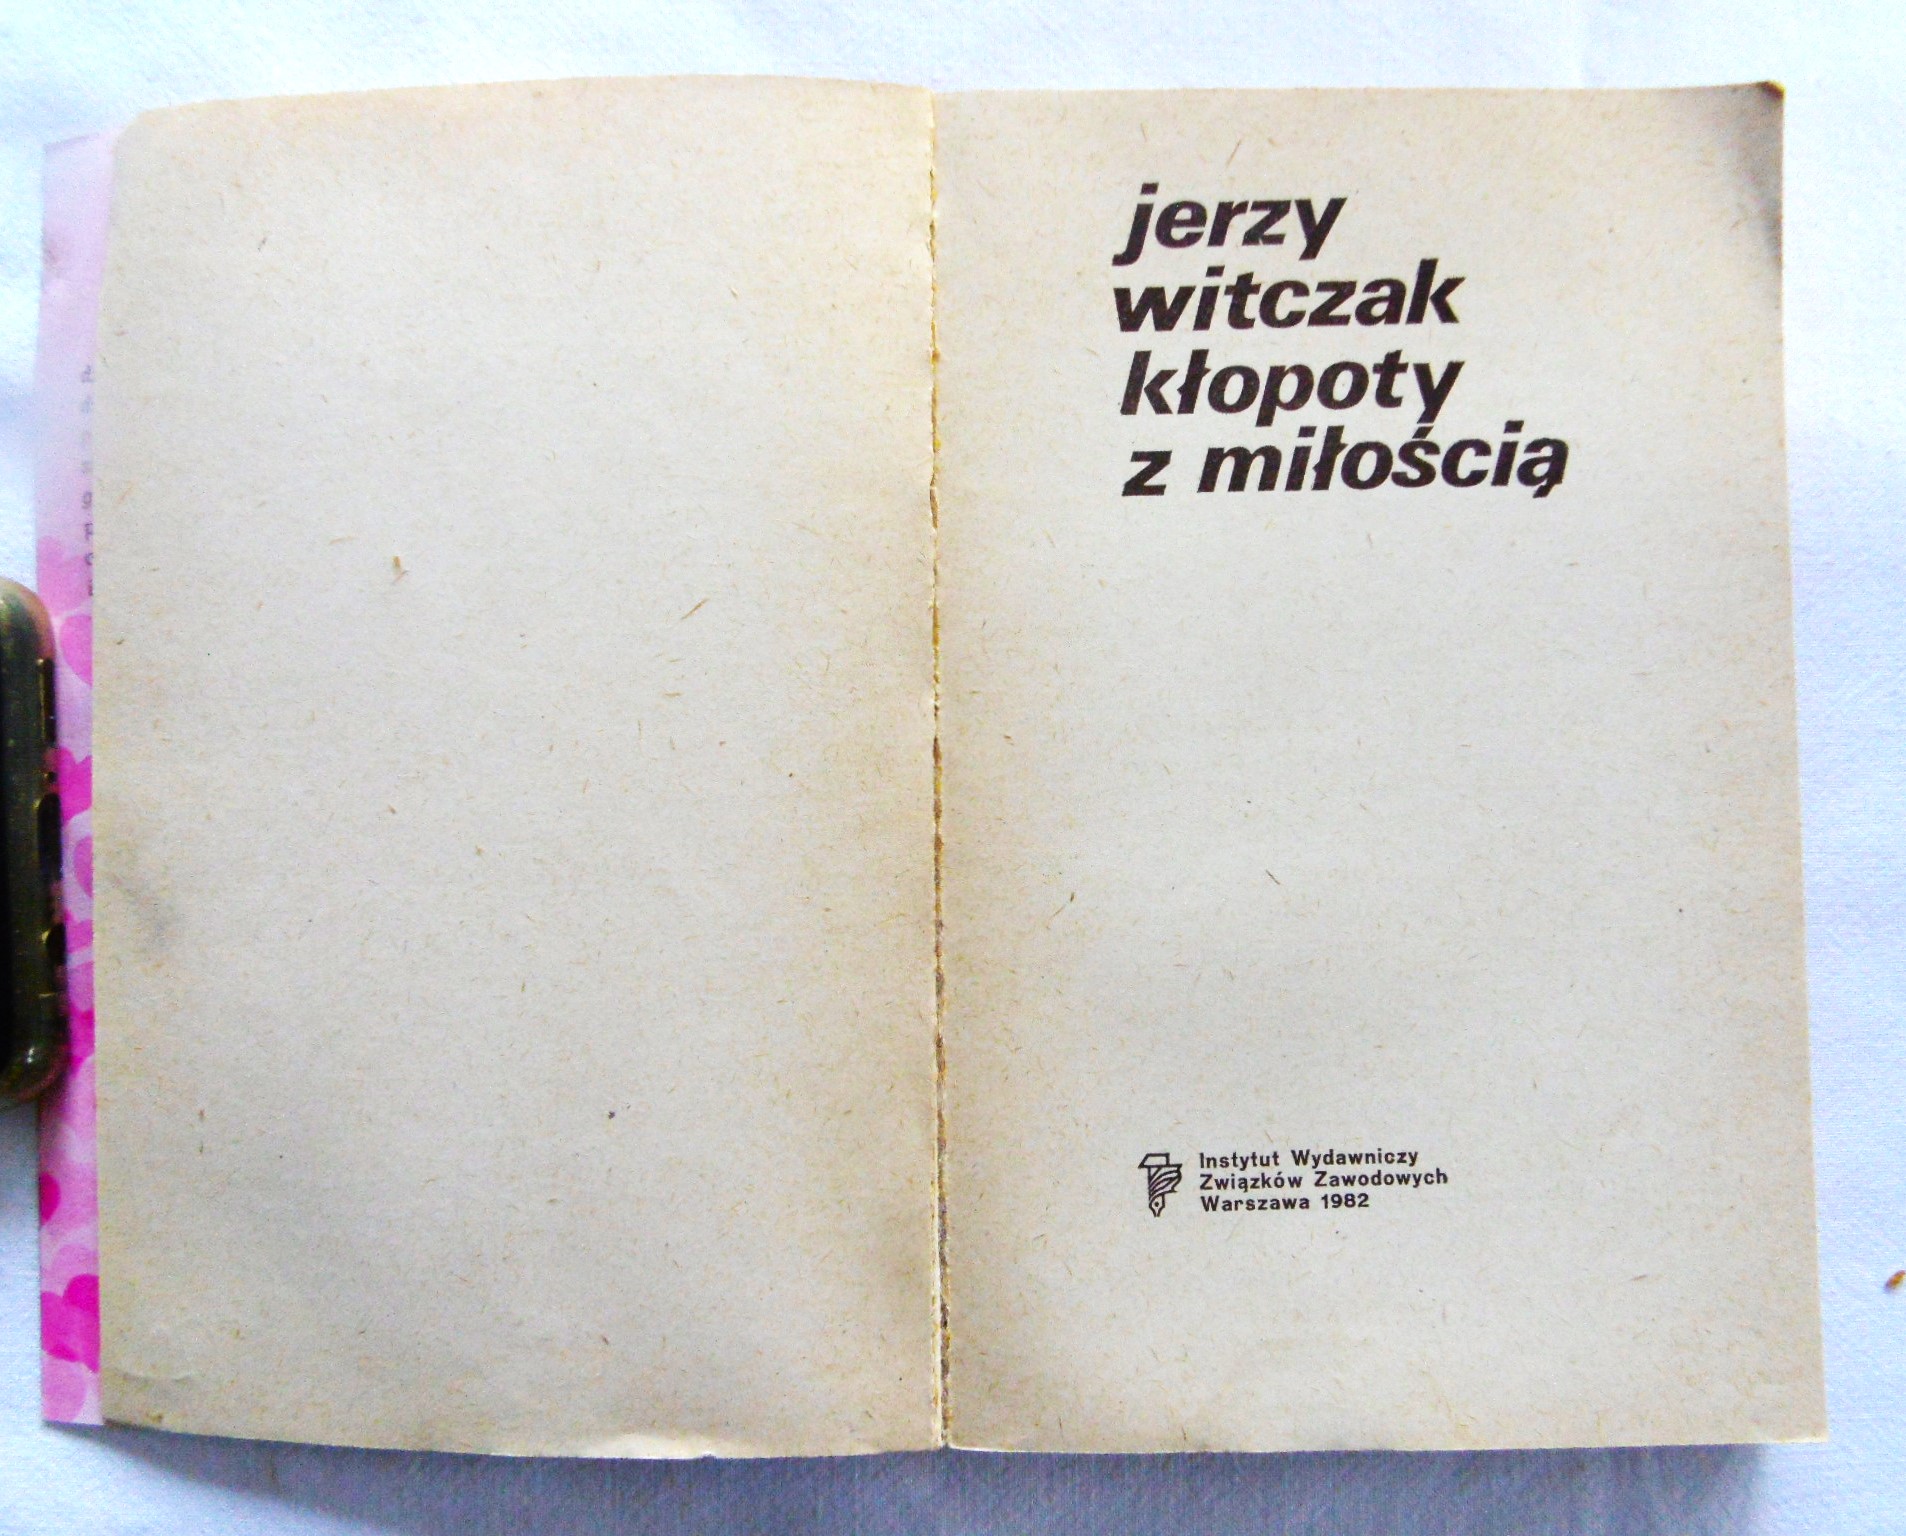 jerzy
witczak
kłopoty
z miłością
Instytut Wydawniczy
Związków Zawodowych
Warszawa 1982